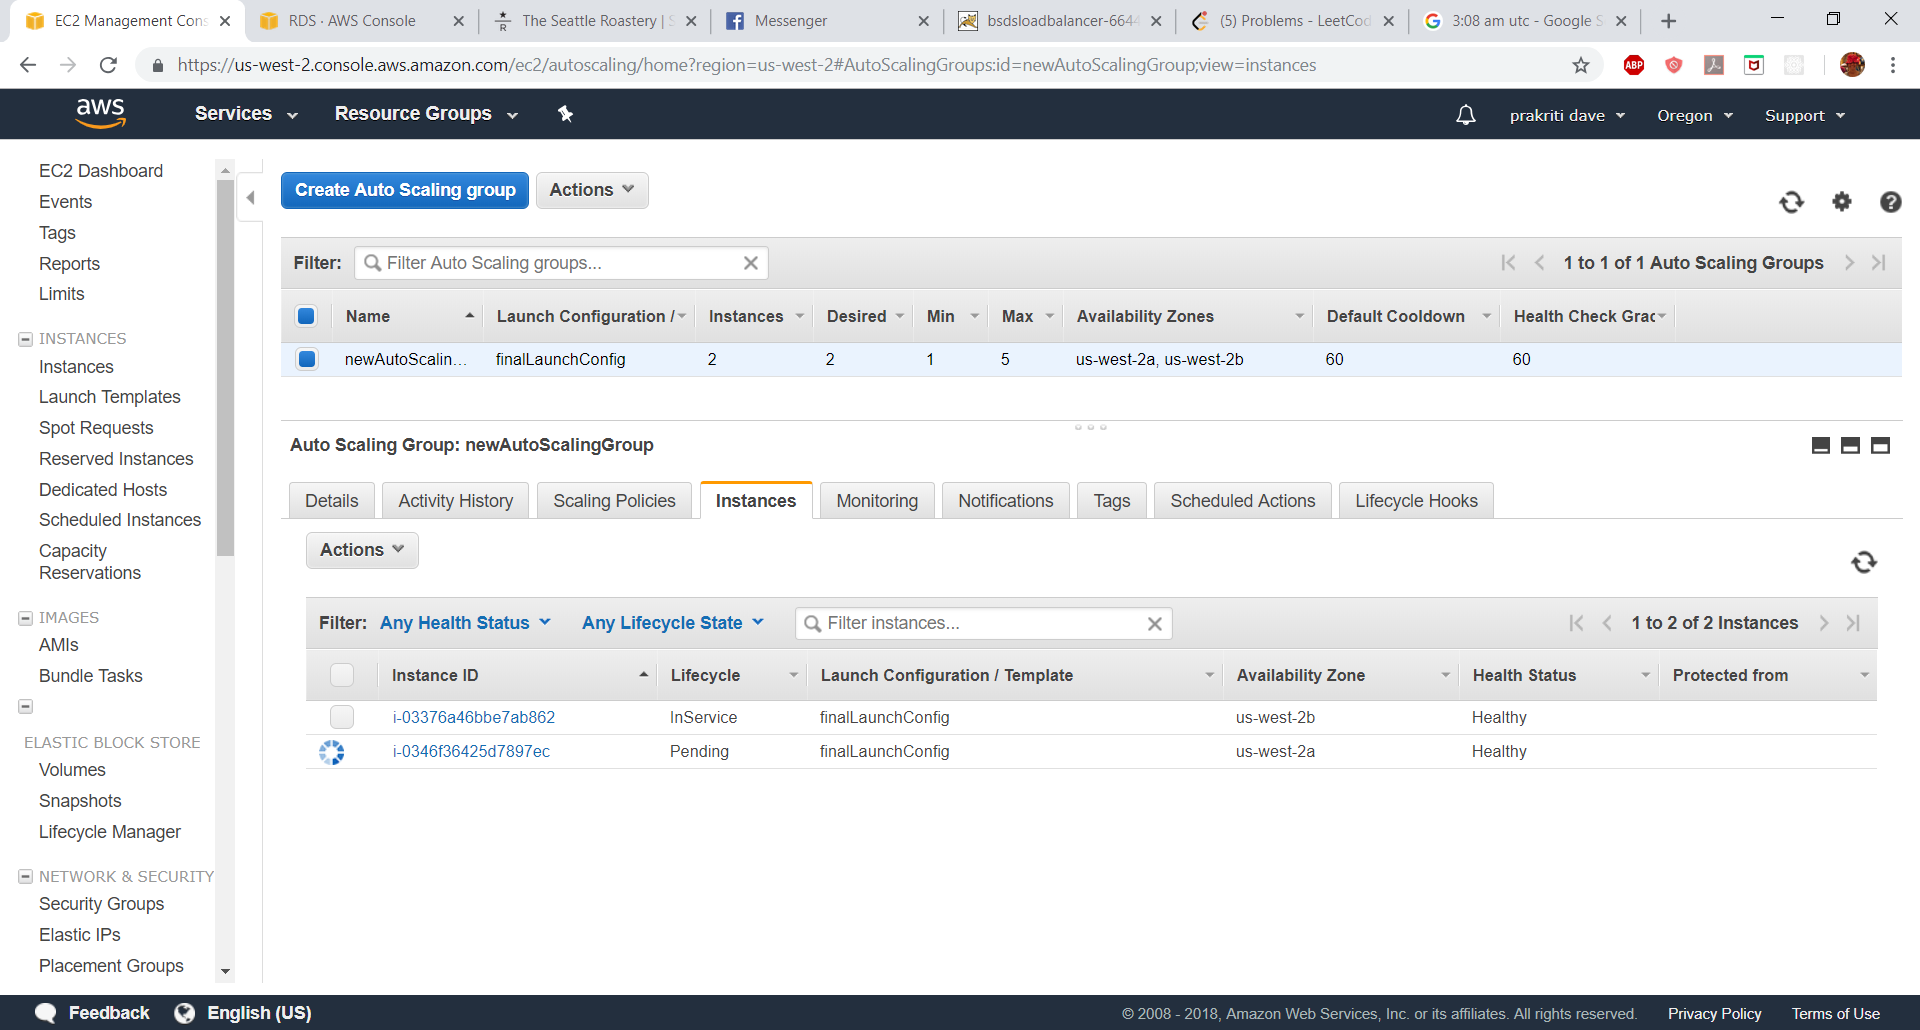 EC2 Management Cons
RDS · AWS Console
The Seattle Roastery | S
Messenger
bsdsloadbalancer-6644
(5) Problems - LeetCod
3:08 am utc - Google S
https://us-west-2.console.aws.amazon.com/ec2/autoscaling/home?region=us-west-2#AutoScalingGroups:id=newAutoScalingGroup;view=instances
ABP
aws
Services
Resource Groups
prakriti dave
Oregon
Support
EC2 Dashboard
Events
Tags
Reports
Limits
INSTANCES
Instances
Launch Templates
Spot Requests
Reserved Instances
Dedicated Hosts
Scheduled Instances
Capacity
Reservations
IMAGES
AMIs
Bundle Tasks
ELASTIC BLOCK STORE
Volumes
Snapshots
Lifecycle Manager
NETWORK & SECURITY
Security Groups
Elastic IPs
Placement Groups
Create Auto Scaling group
Actions
Filter: Filter Auto Scaling groups...
1 to 1 of 1 Auto Scaling Groups
Name Launch Configuration / Instances Desired Min Max Availability Zones Default Cooldown Health Check Grac
newAutoScalin... finalLaunchConfig 2 2 1 5 us-west-2a, us-west-2b 60 60
Auto Scaling Group: newAutoScalingGroup
Details Activity History Scaling Policies Instances Monitoring Notifications Tags Scheduled Actions Lifecycle Hooks
Actions
Filter: Any Health Status Any Lifecycle State Filter instances... 1 to 2 of 2 Instances
Instance ID Lifecycle Launch Configuration / Template Availability Zone Health Status Protected from
i-03376a46bbe7ab862 InService finalLaunchConfig us-west-2b Healthy
i-0346f36425d7897ec Pending finalLaunchConfig us-west-2a Healthy
Feedback English (US)
© 2008 - 2018, Amazon Web Services, Inc. or its affiliates. All rights reserved. Privacy Policy Terms of Use